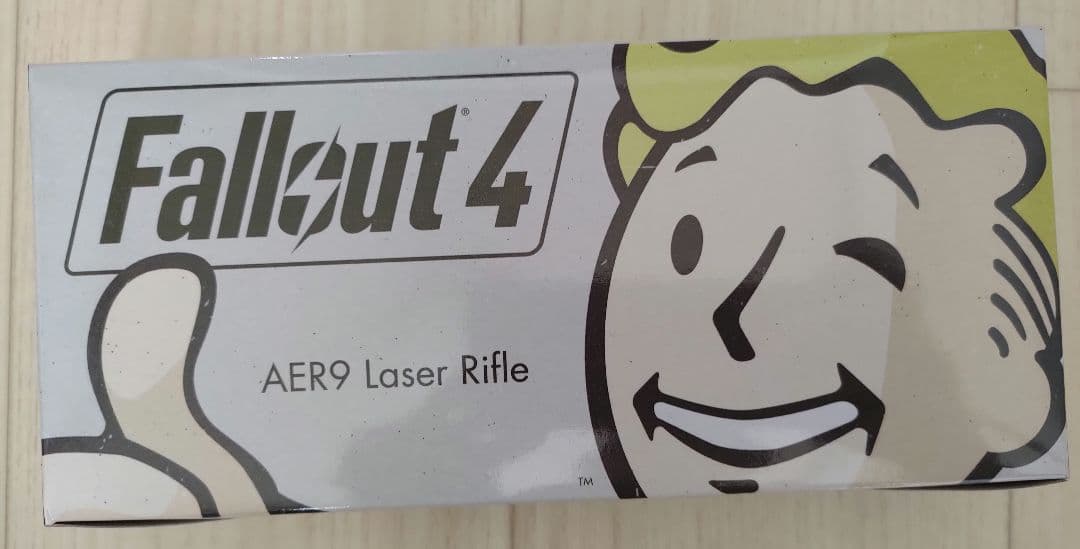 Fallout® 4
AER9 Laser Rifle
TM